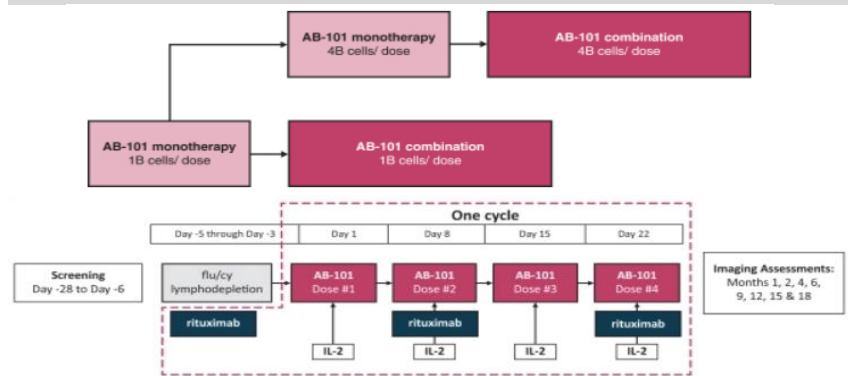 AB-101 monotherapy
4B cells/ dose
AB-101 combination
4B cells/ dose
AB-101 monotherapy
1B cells/ dose
AB-101 combination
1B cells/ dose
One cycle
Day -5 through Day -3
Day 1
Day 8
Day 15
Day 22
Screening
Day -28 to Day -6
flu/cy
lymphodepletion
AB-101
Dose #1
AB-101
Dose #2
AB-101
Dose #3
AB-101
Dose #4
Imaging Assessments:
Months 1, 2, 4, 6,
9, 12, 15 & 18
rituximab
rituximab
rituximab
IL-2
IL-2
IL-2
IL-2